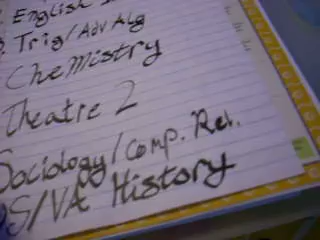 English
Trig/Adv Alg
Chemistry
Theatre 2
Sociology/Comp. Rel.
US/VA History